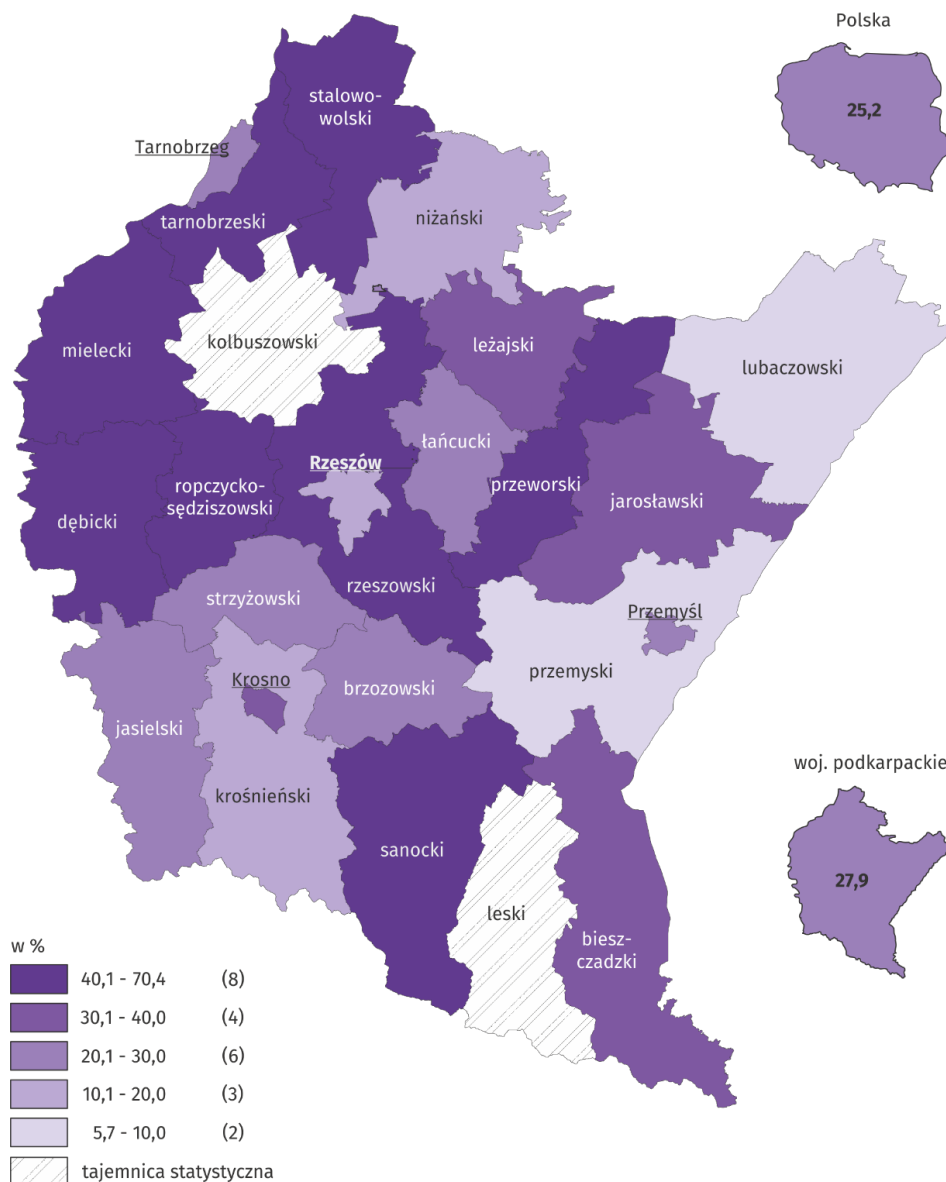 Polska
25,2
stalowo-
wolski
Tarnobrzeg
niżański
tarnobrzeski
kolbuszowski
mielecki
leżajski
lubaczowski
łańcucki
Rzeszów
ropczycko-
sędziszowski
przeworski
jarosławski
dębicki
rzeszowski
strzyżowski
Przemyśl
przemyski
Krosno
brzozowski
jasielski
krośnieński
woj. podkarpackie
27,9
sanocki
leski
biesz-
czadzki
w %
40,1 - 70,4 (8)
30,1 - 40,0 (4)
20,1 - 30,0 (6)
10,1 - 20,0 (3)
5,7 - 10,0 (2)
tajemnica statystyczna